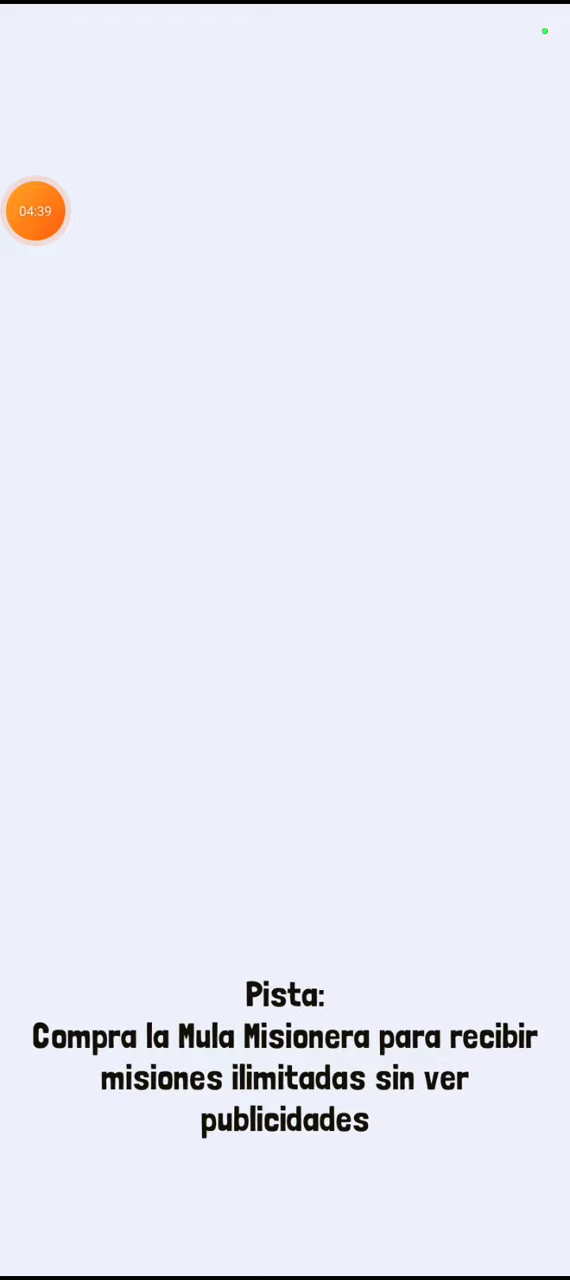 04:39
Pista:
Compra la Mula Misionera para recibir
misiones ilimitadas sin ver
publicidades